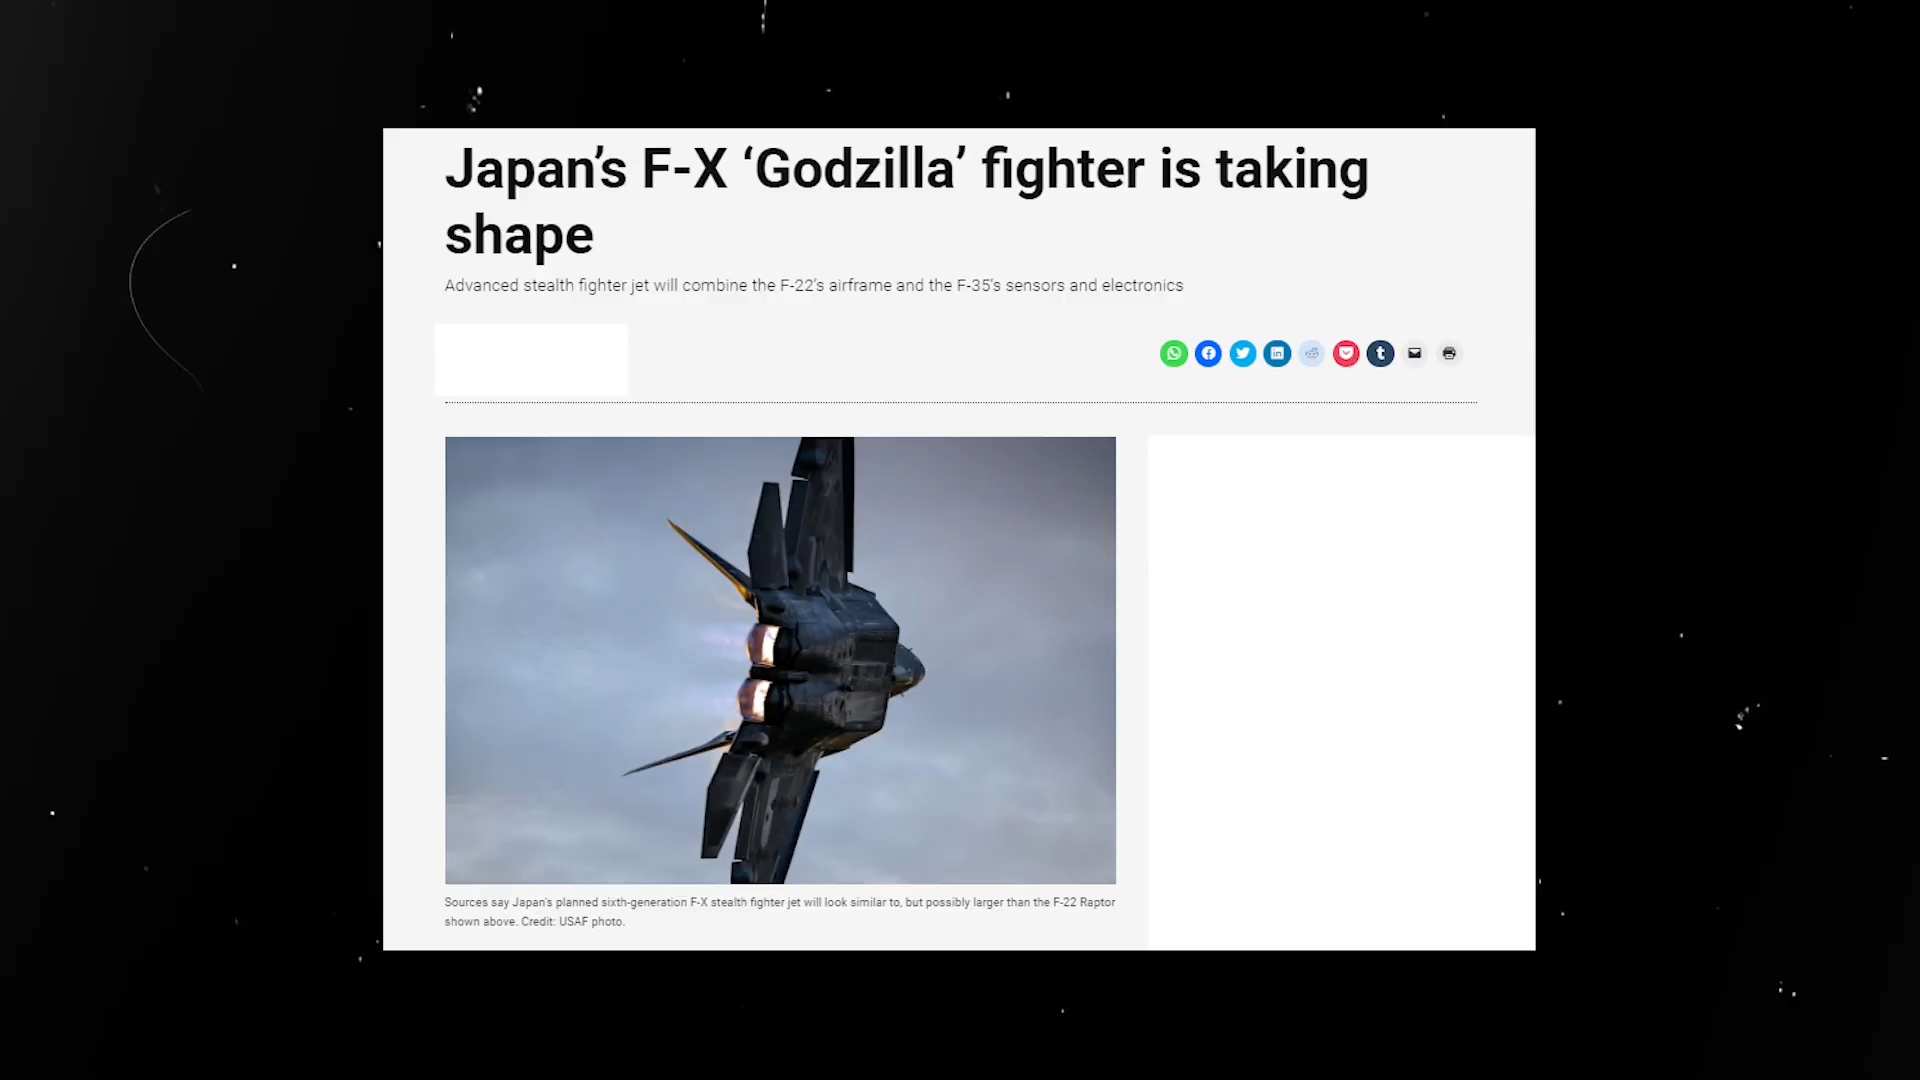 Japan’s F-X ‘Godzilla’ fighter is taking
shape
Advanced stealth fighter jet will combine the F-22’s airframe and the F-35’s sensors and electronics
Sources say Japan’s planned sixth-generation F-X stealth fighter jet will look similar to, but possibly larger than the F-22 Raptor
shown above. Credit: USAF photo.